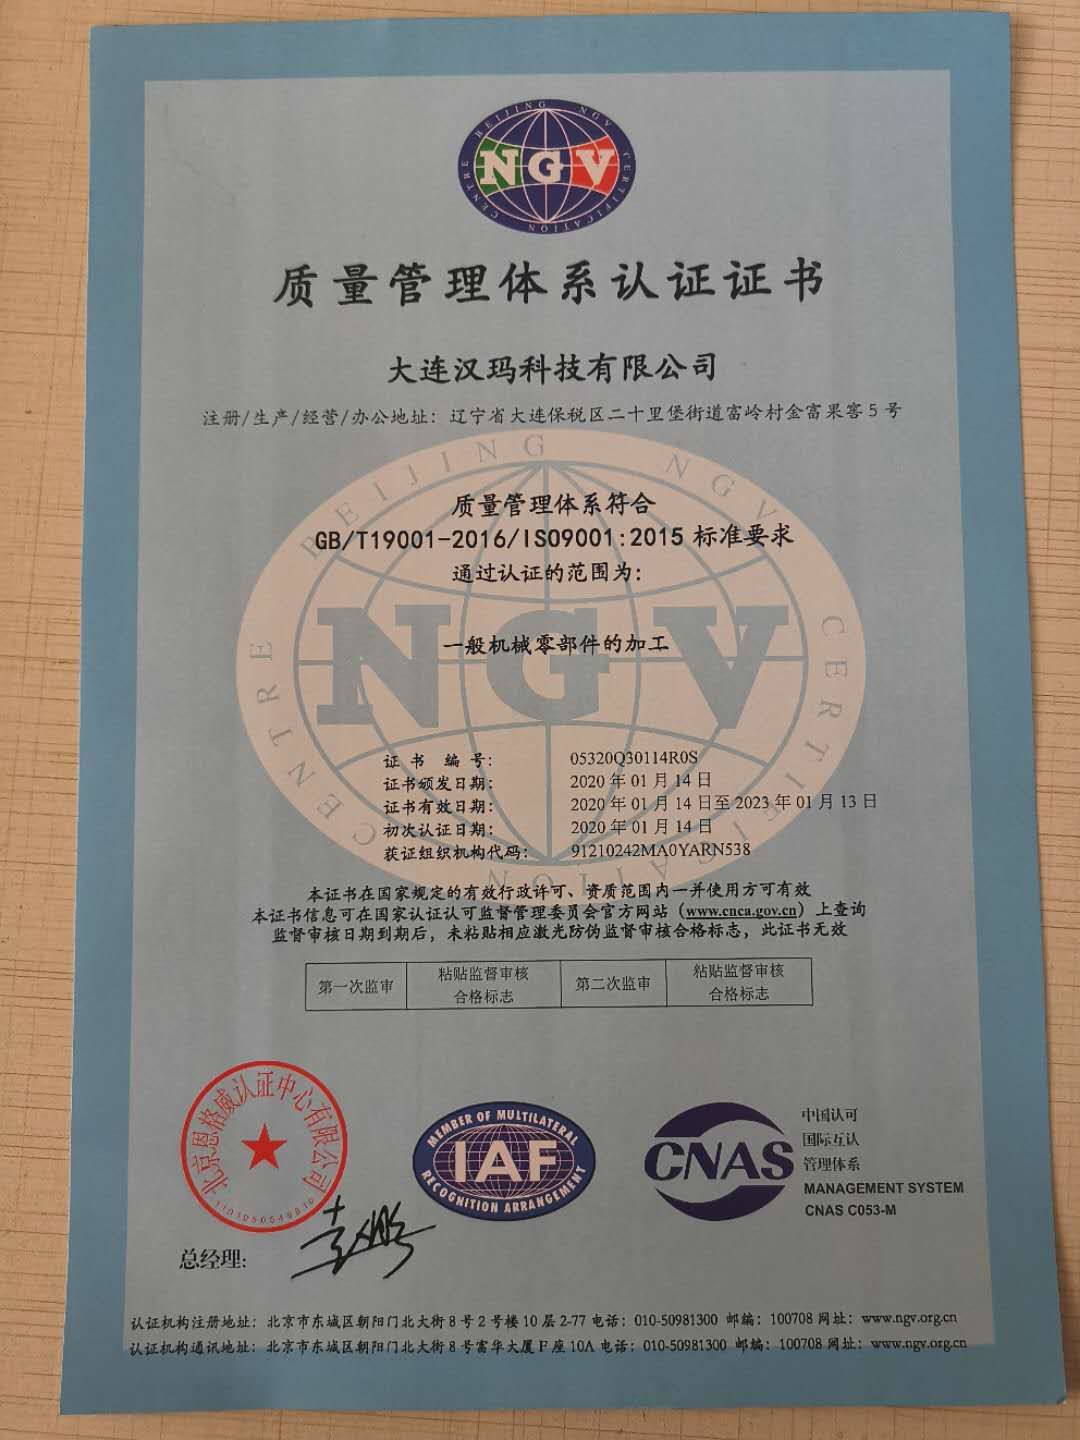 BEIJING NGV CERTIFICATION CENTRE
NGV
质量管理体系认证证书
大连汉玛科技有限公司
注册/生产/经营/办公地址：辽宁省大连保税区二十里堡街道富岭村金富果客5号
BEIJING NGV CERTIFICATION CENTRE
NGV
质量管理体系符合
GB/T19001-2016/ISO9001:2015 标准要求
通过认证的范围为：
一般机械零部件的加工
证书编号： 05320Q30114R0S
证书颁发日期： 2020年01月14日
证书有效日期： 2020年01月14日至2023年01月13日
初次认证日期： 2020年01月14日
获证组织机构代码： 91210242MA0YARN538
本证书在国家规定的有效行政许可、资质范围内一并使用方可有效
本证书信息可在国家认证认可监督管理委员会官方网站（www.cnca.gov.cn）上查询
监督审核日期到期后，未粘贴相应激光防伪监督审核合格标志，此证书无效
第一次监审 粘贴监督审核合格标志 第二次监审 粘贴监督审核合格标志
北京恩格威认证中心有限公司
MEMBER OF MULTILATERAL
IAF
RECOGNITION ARRANGEMENT
CNAS
中国认可
国际互认
管理体系
MANAGEMENT SYSTEM
CNAS C053-M
总经理：
认证机构注册地址：北京市东城区朝阳门北大街8号2号楼10层2-77 电话：010-50981300 邮编：100708 网址：www.ngv.org.cn
认证机构通讯地址：北京市东城区朝阳门北大街8号富华大厦F座10A 电话：010-50981300 邮编：100708 网址：www.ngv.org.cn